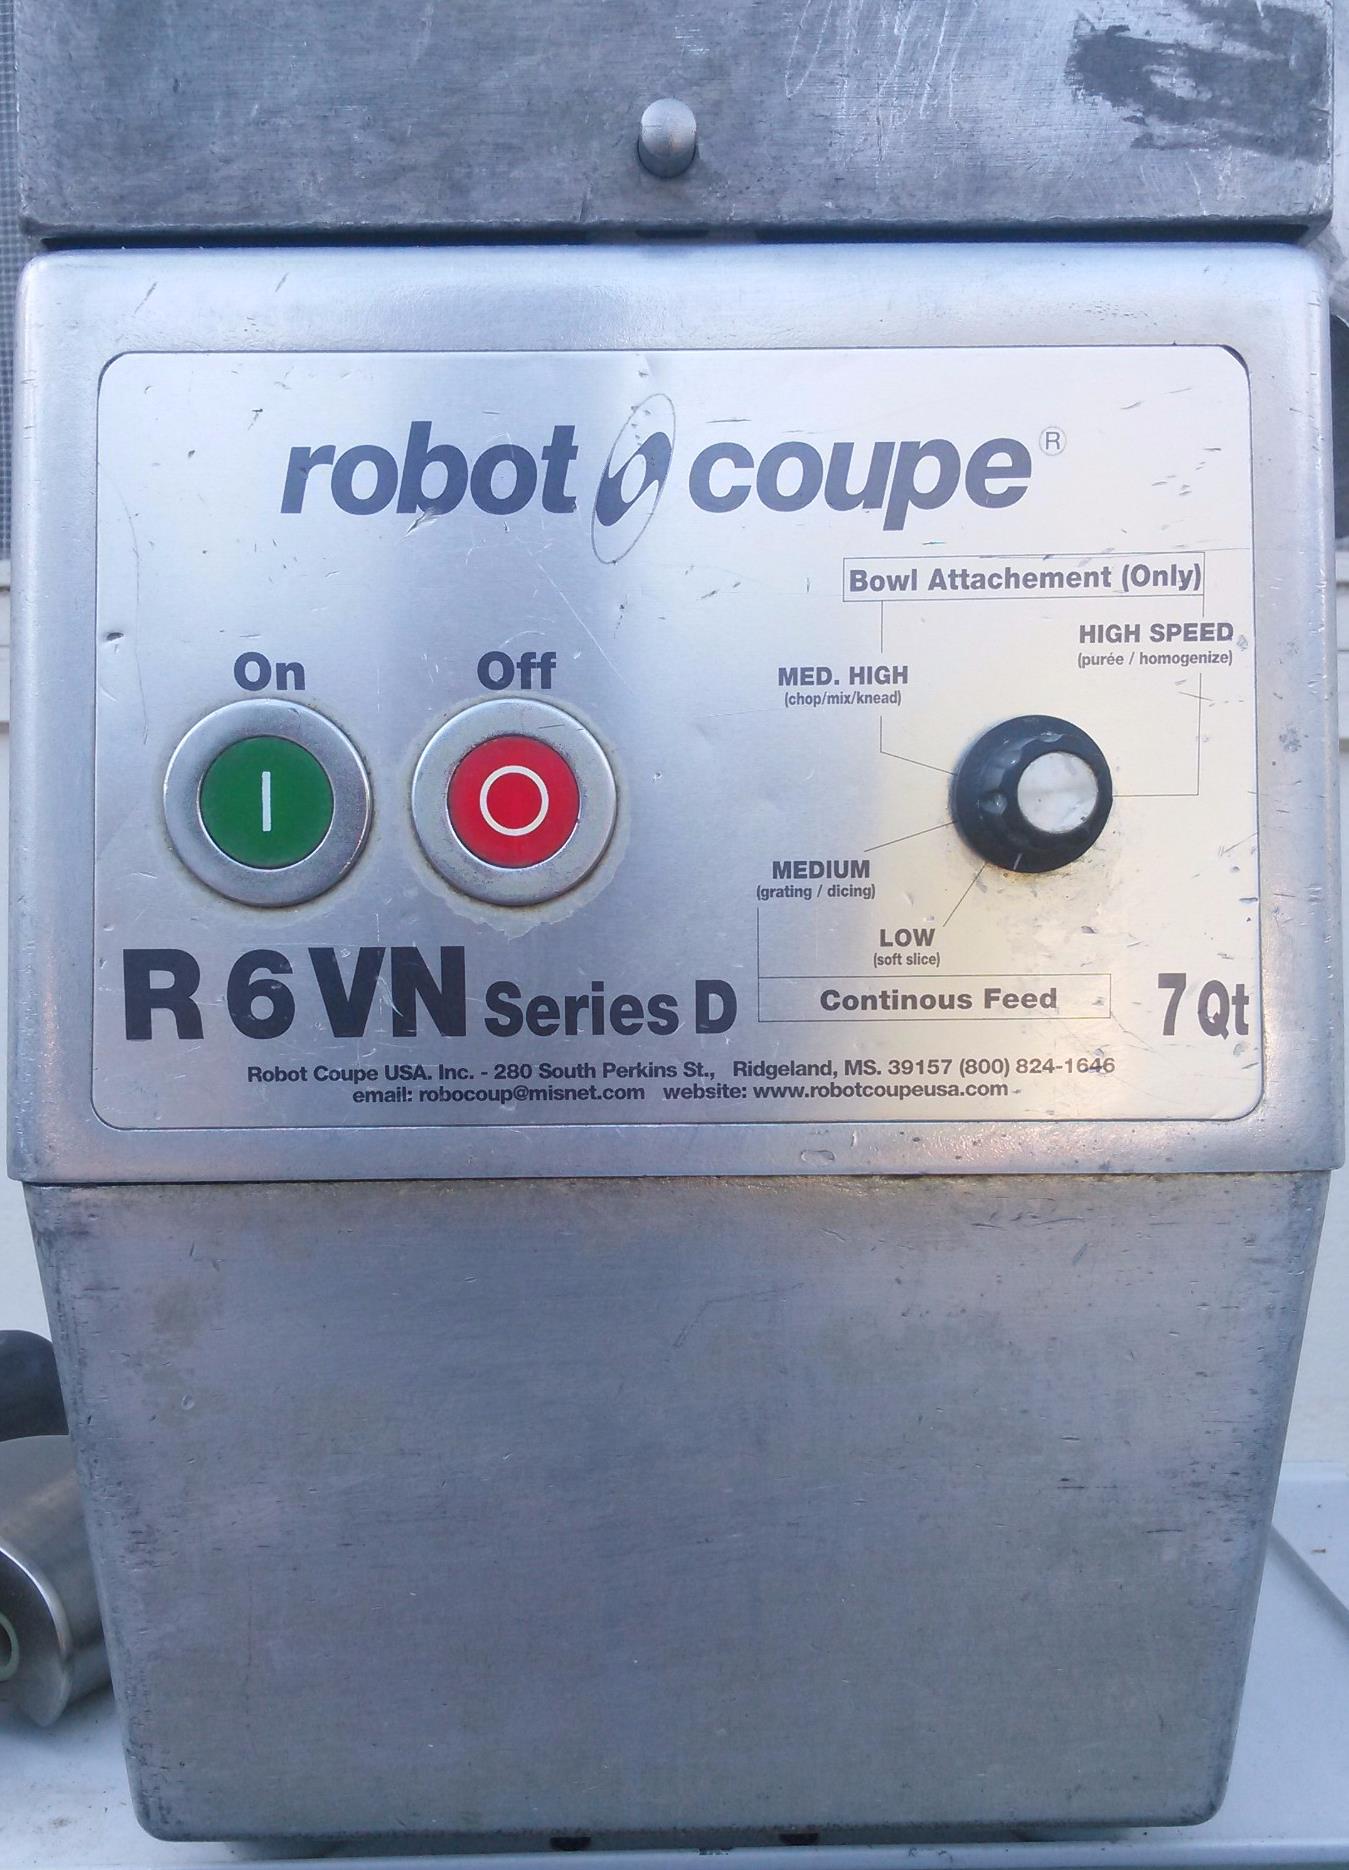 robot coupe ®
Bowl Attachement (Only)
HIGH SPEED
(purée / homogenize)
MED. HIGH
(chop/mix/knead)
On
Off
MEDIUM
(grating / dicing)
LOW
(soft slice)
Continous Feed
R 6 VN Series D
7 Qt
Robot Coupe USA. Inc. - 280 South Perkins St., Ridgeland, MS. 39157 (800) 824-1646
email: robocoup@misnet.com website: www.robotcoupeusa.com